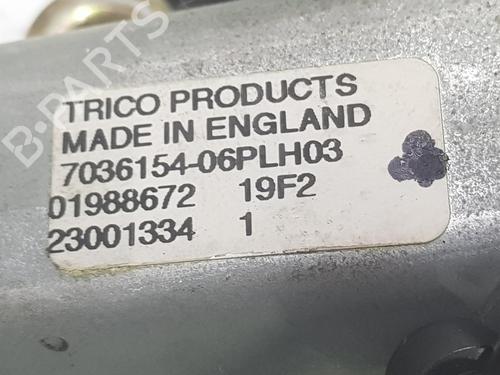 TRICO PRODUCTS
MADE IN ENGLAND
7036154-06PLH03
01988672 19F2
23001334 1
B-PARTS